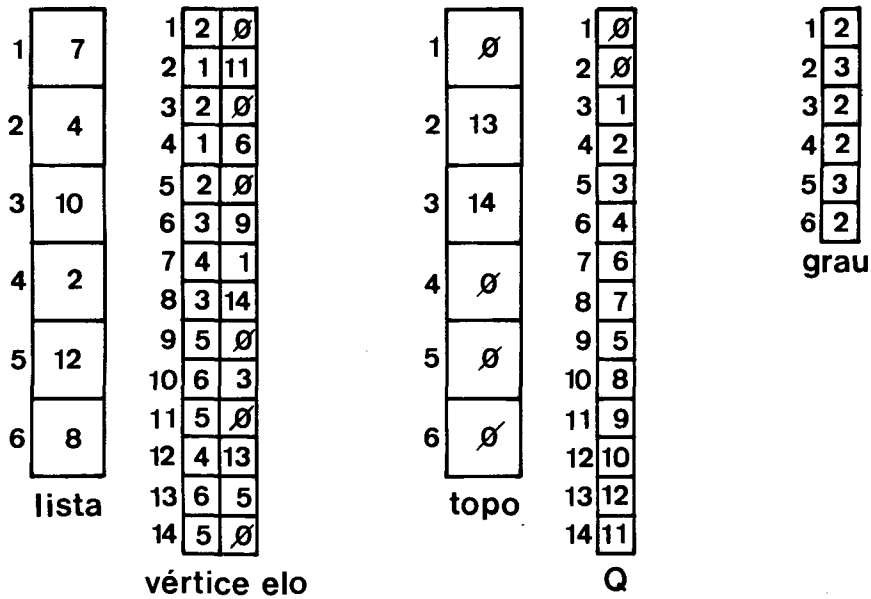 1 7
2 4
3 10
4 2
5 12
6 8
lista
1 2 Ø
2 1 11
3 2 Ø
4 1 6
5 2 Ø
6 3 9
7 4 1
8 3 14
9 5 Ø
10 6 3
11 5 Ø
12 4 13
13 6 5
14 5 Ø
vértice elo
1 Ø
2 13
3 14
4 Ø
5 Ø
6 Ø
topo
1 Ø
2 Ø
3 1
4 2
5 3
6 4
7 6
8 7
9 5
10 8
11 9
12 10
13 12
14 11
Q
1 2
2 3
3 2
4 2
5 3
6 2
grau